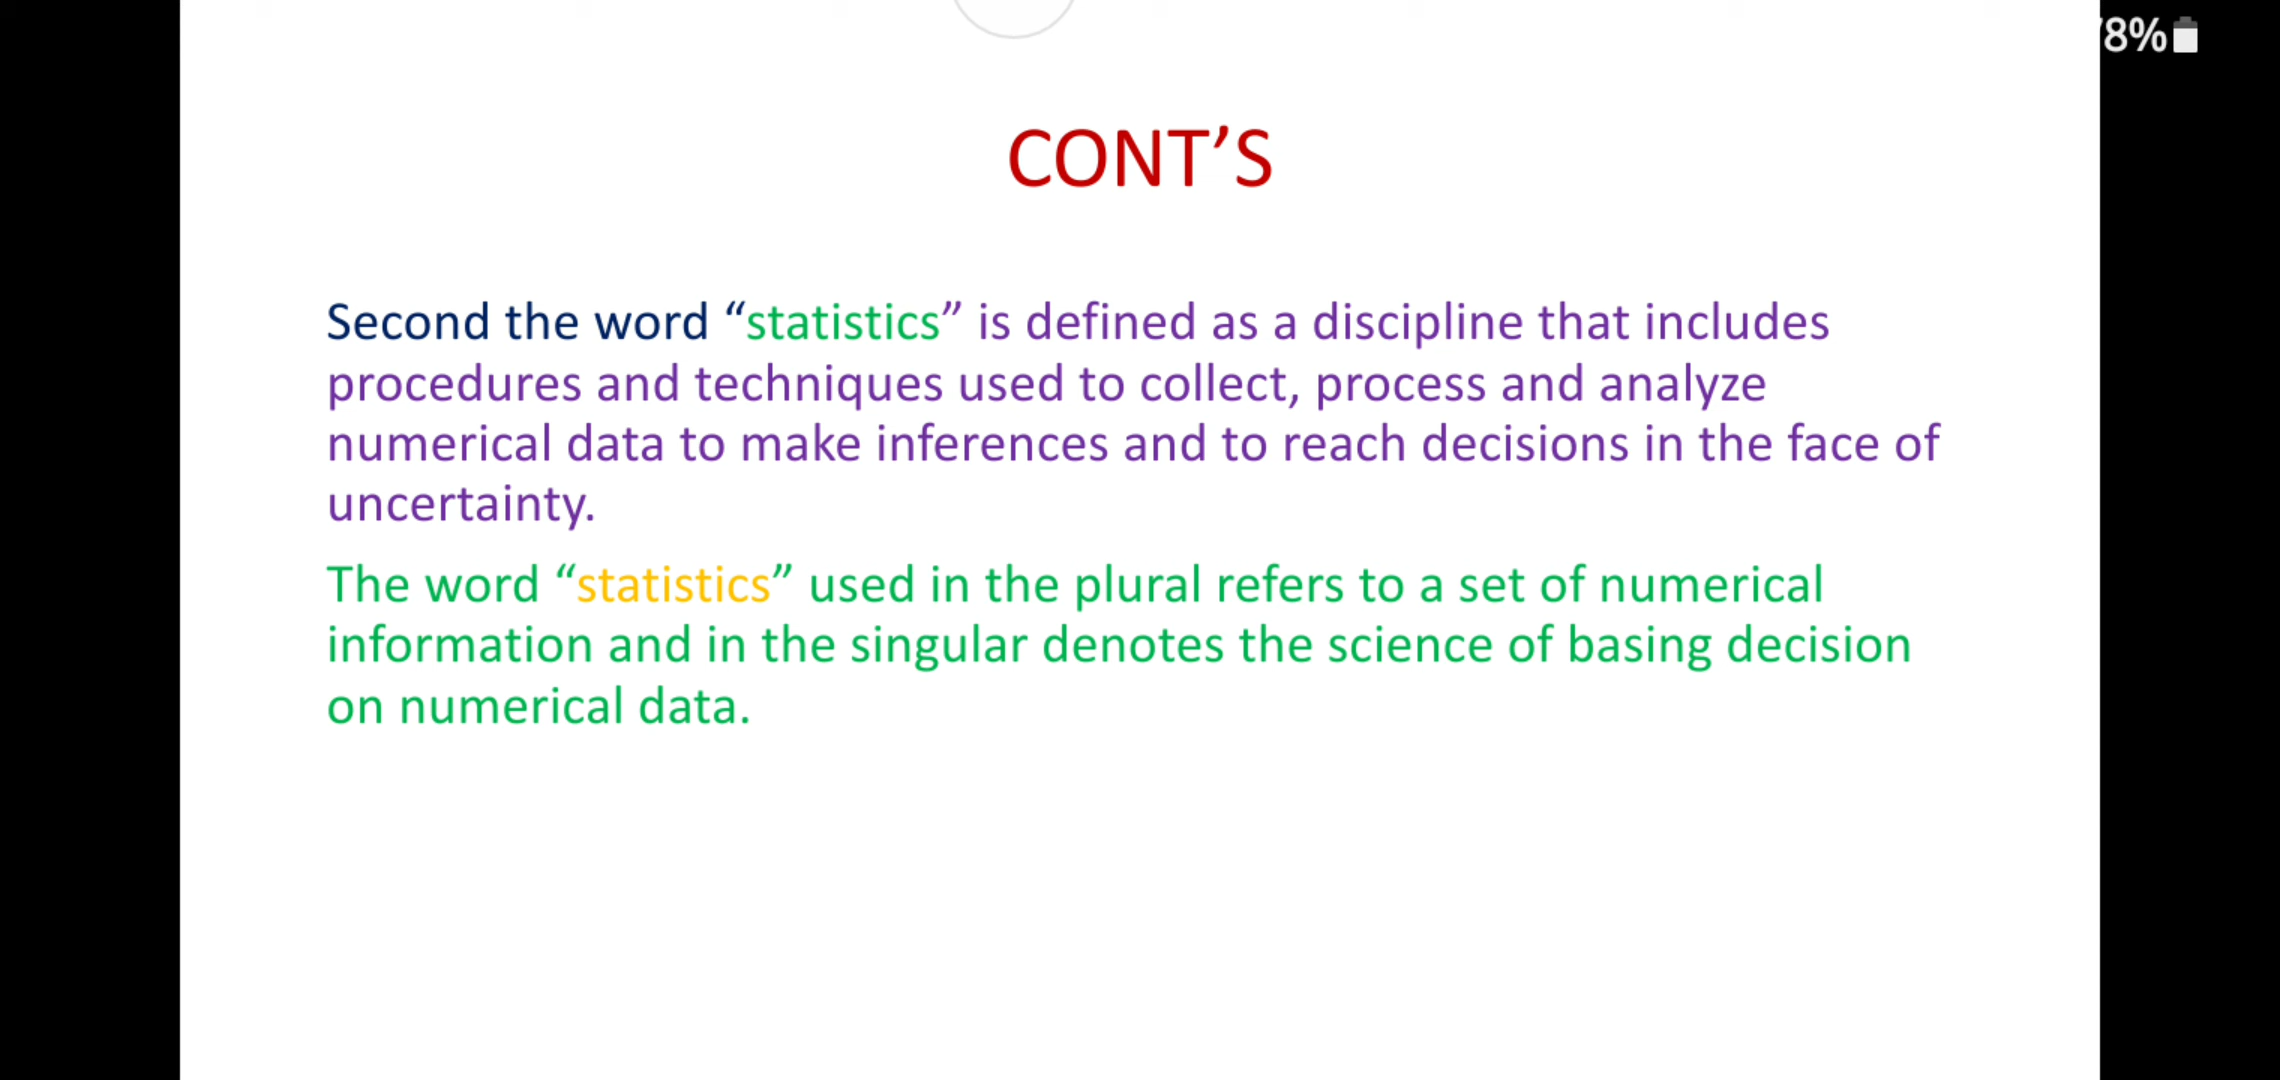 8%
CONT’S
Second the word “statistics” is defined as a discipline that includes
procedures and techniques used to collect, process and analyze
numerical data to make inferences and to reach decisions in the face of
uncertainty.
The word “statistics” used in the plural refers to a set of numerical
information and in the singular denotes the science of basing decision
on numerical data.